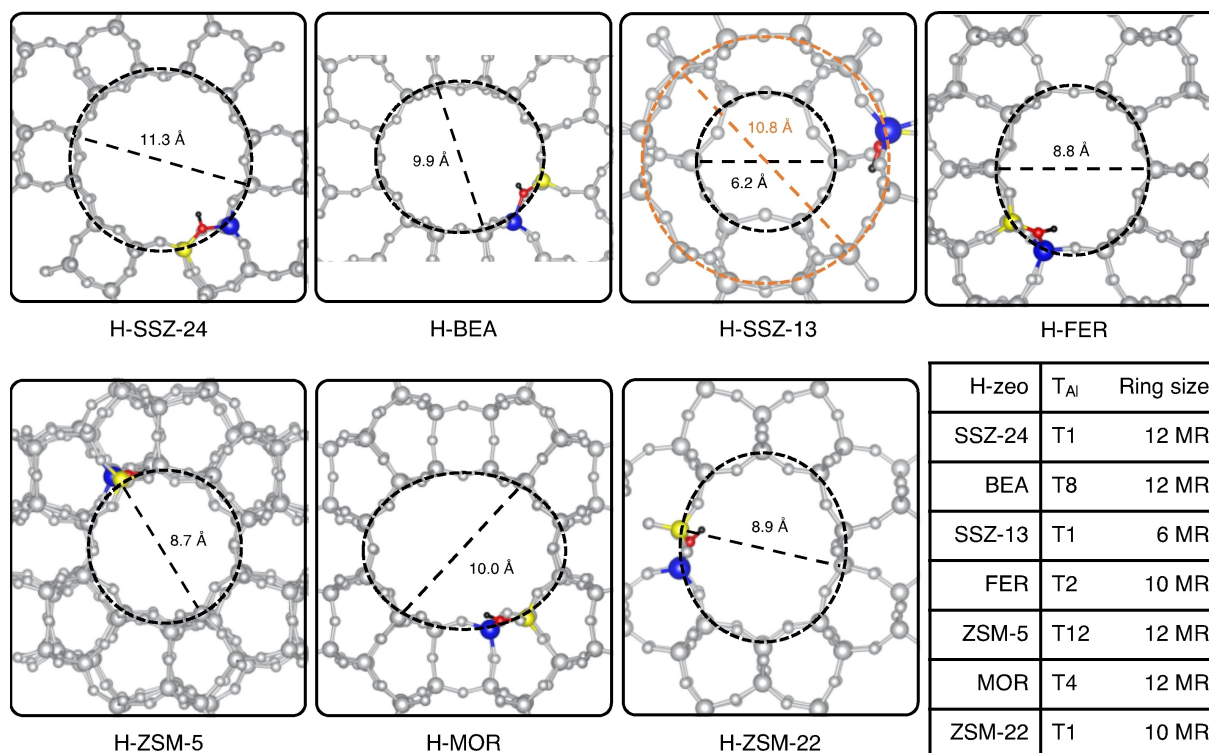 11.3 Å
9.9 Å
10.8 Å
6.2 Å
8.8 Å
H-SSZ-24
H-BEA
H-SSZ-13
H-FER
8.7 Å
10.0 Å
8.9 Å
H-ZSM-5
H-MOR
H-ZSM-22
H-zeo TAl Ring size
SSZ-24 T1 12 MR
BEA T8 12 MR
SSZ-13 T1 6 MR
FER T2 10 MR
ZSM-5 T12 12 MR
MOR T4 12 MR
ZSM-22 T1 10 MR